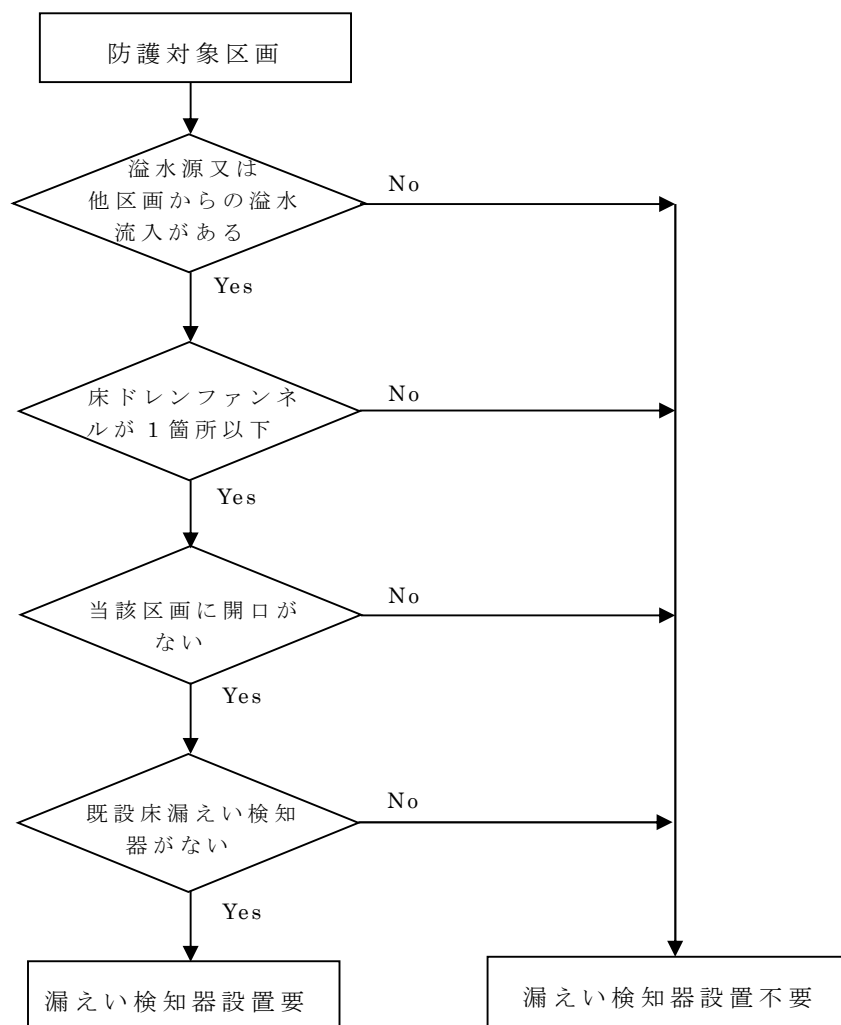 防護対象区画
溢水源又は
他区画からの溢水
流入がある
No
Yes
床ドレンファンネ
ルが1箇所以下
No
Yes
当該区画に開口が
ない
No
Yes
既設床漏えい検知
器がない
No
Yes
漏えい検知器設置要
漏えい検知器設置不要